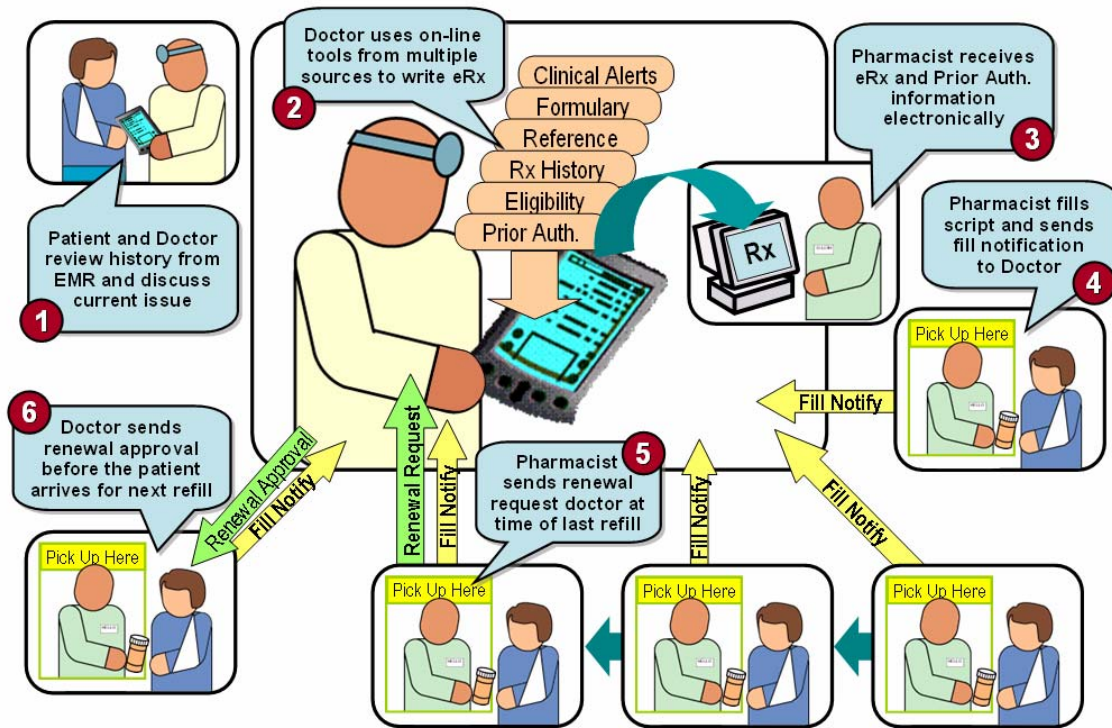 Patient and Doctor
review history from
EMR and discuss
current issue
1
Doctor uses on-line
tools from multiple
sources to write eRx
2
Clinical Alerts
Formulary
Reference
Rx History
Eligibility
Prior Auth.
Pharmacist receives
eRx and Prior Auth.
information
electronically
3
Rx
Pharmacist fills
script and sends
fill notification
to Doctor
4
Pick Up Here
Fill Notify
Fill Notify
Pick Up Here
Fill Notify
Pick Up Here
Pharmacist
sends renewal
request doctor at
time of last refill
5
Renewal Request
Fill Notify
Pick Up Here
6
Doctor sends
renewal approval
before the patient
arrives for next refill
Renewal Approval
Fill Notify
Pick Up Here